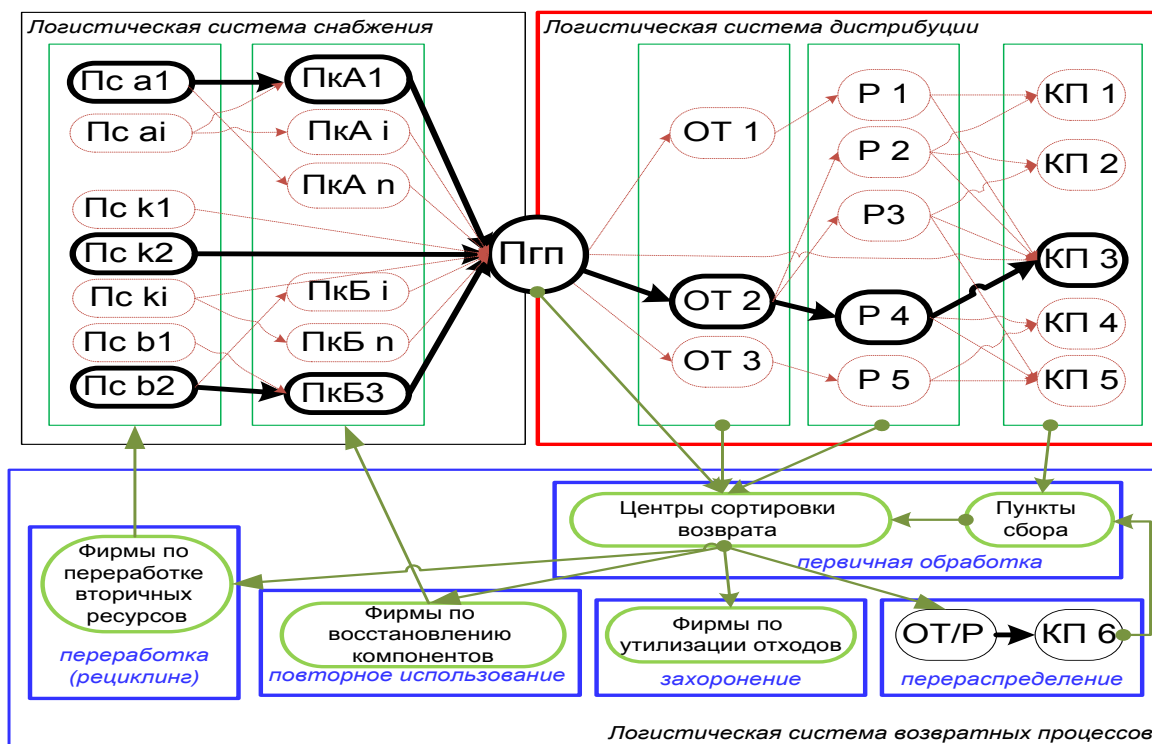 Логистическая система снабжения
Логистическая система дистрибуции
Пс a1
Пс ai
Пс k1
Пс k2
Пс ki
Пс b1
Пс b2
ПкА1
ПкА i
ПкА n
ПкБ i
ПкБ n
ПкБ3
Пгп
ОТ 1
ОТ 2
ОТ 3
Р 1
Р 2
Р3
Р 4
Р 5
КП 1
КП 2
КП 3
КП 4
КП 5
Центры сортировки
возврата
Пункты
сбора
первичная обработка
Фирмы по
переработке
вторичных
ресурсов
переработка
(рециклинг)
Фирмы по
восстановлению
компонентов
повторное использование
Фирмы по
утилизации отходов
захоронение
ОТ/Р
КП 6
перераспределение
Логистическая система возвратных процессов